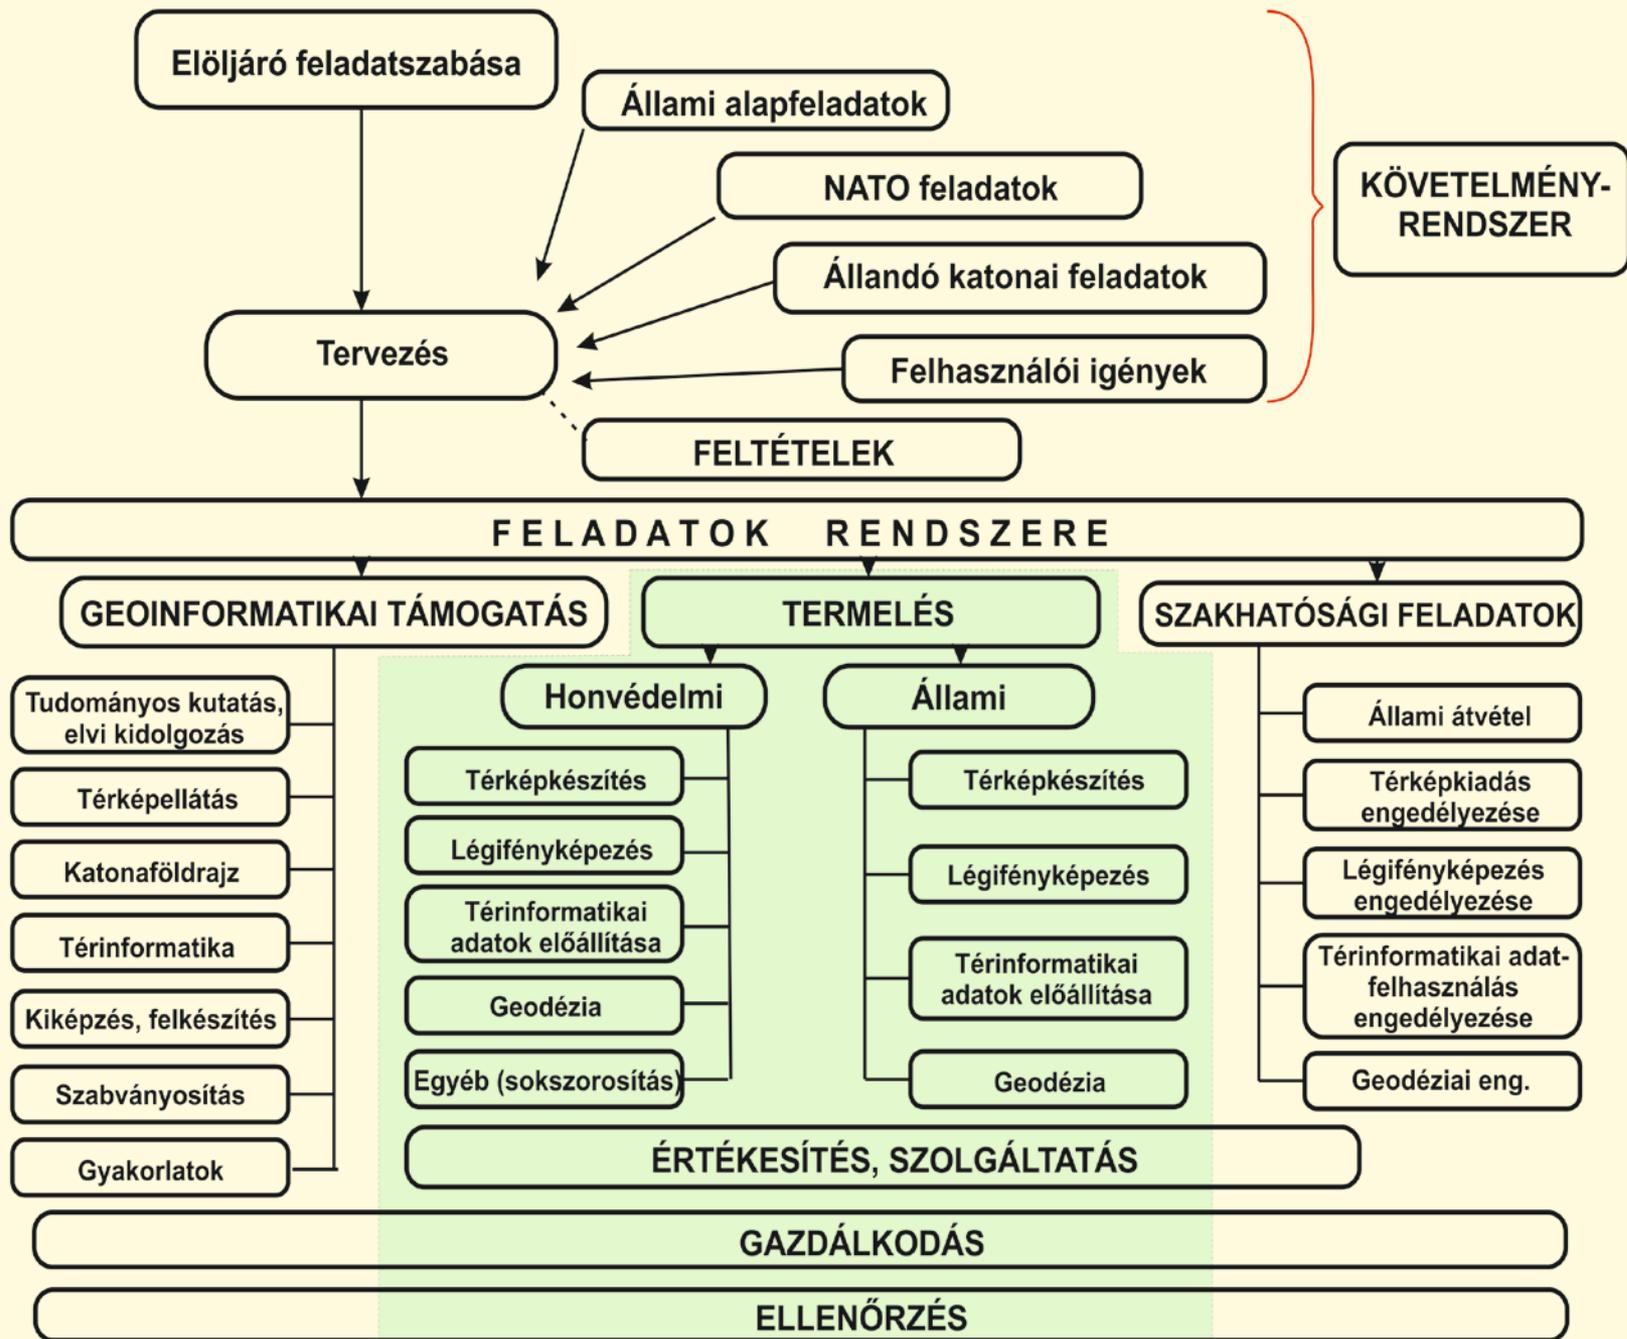 Elöljáró feladatszabása
Állami alapfeladatok
NATO feladatok
KÖVETELMÉNY-
RENDSZER
Állandó katonai feladatok
Tervezés
Felhasználói igények
FELTÉTELEK
FELADATOK RENDSZERE
GEOINFORMATIKAI TÁMOGATÁS
Tudományos kutatás,
elvi kidolgozás
Térképellátás
Katonaföldrajz
Térinformatika
Kiképzés, felkészítés
Szabványosítás
Gyakorlatok
TERMELÉS
Honvédelmi
Térképkészítés
Légifényképezés
Térinformatikai
adatok előállítása
Geodézia
Egyéb (sokszorosítás)
Állami
Térképkészítés
Légifényképezés
Térinformatikai
adatok előállítása
Geodézia
SZAKHATÓSÁGI FELADATOK
Állami átvétel
Térképkiadás
engedélyezése
Légifényképezés
engedélyezése
Térinformatikai adat-
felhasználás
engedélyezése
Geodéziai eng.
ÉRTÉKESÍTÉS, SZOLGÁLTATÁS
GAZDÁLKODÁS
ELLENŐRZÉS